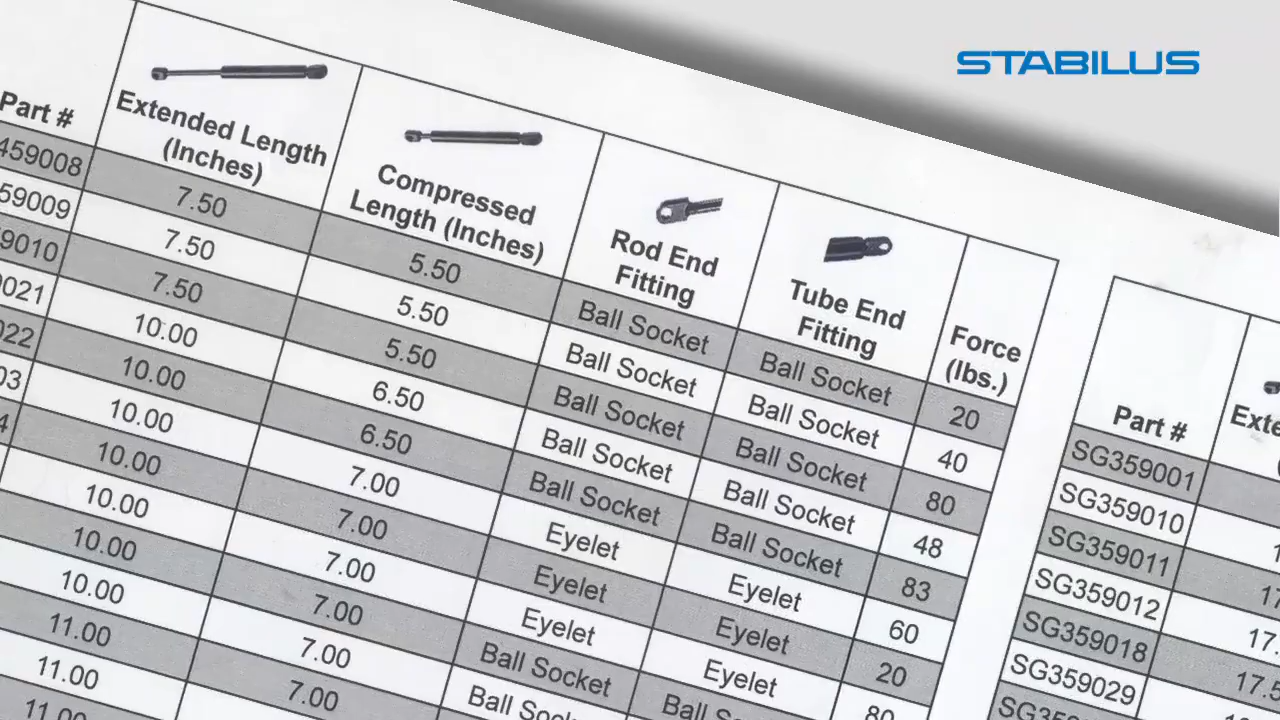 STABILUS
Part # Extended Length (Inches) Compressed Length (Inches) Rod End Fitting Tube End Fitting Force (lbs.)
459008 7.50 5.50 Ball Socket Ball Socket 20
59009 7.50 5.50 Ball Socket Ball Socket 40
9010 7.50 5.50 Ball Socket Ball Socket 80
0021 10.00 6.50 Ball Socket Ball Socket 48
022 10.00 6.50 Ball Socket Ball Socket 83
03 10.00 7.00 Eyelet Eyelet 60
4 10.00 7.00 Eyelet Eyelet 20
10.00 7.00 Eyelet Eyelet 80
10.00 7.00 Ball Socket Ball
10.00 7.00 Ball
11.00 7.00
11.00
11.00
Part # Exte
SG359001
SG359010 1
SG359011 17
SG359012 17.
SG359018 17.5
SG359029